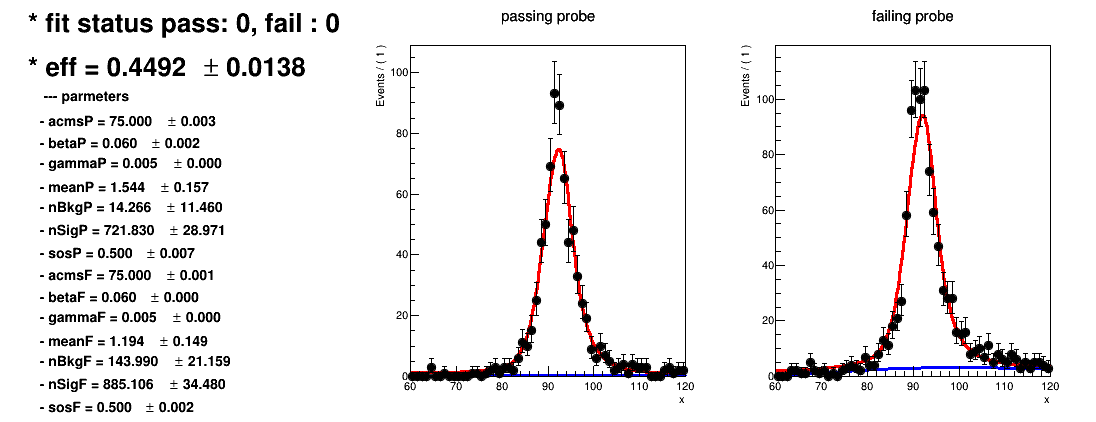 * fit status pass: 0, fail : 0
* eff = 0.4492 ± 0.0138
--- parmeters
- acmsP = 75.000 ± 0.003
- betaP = 0.060 ± 0.002
- gammaP = 0.005 ± 0.000
- meanP = 1.544 ± 0.157
- nBkgP = 14.266 ± 11.460
- nSigP = 721.830 ± 28.971
- sosP = 0.500 ± 0.007
- acmsF = 75.000 ± 0.001
- betaF = 0.060 ± 0.000
- gammaF = 0.005 ± 0.000
- meanF = 1.194 ± 0.149
- nBkgF = 143.990 ± 21.159
- nSigF = 885.106 ± 34.480
- sosF = 0.500 ± 0.002
passing probe
Events / ( 1 )
100
80
60
40
20
0
60 70 80 90 100 110 120
x
failing probe
Events / ( 1 )
100
80
60
40
20
0
60 70 80 90 100 110 120
x